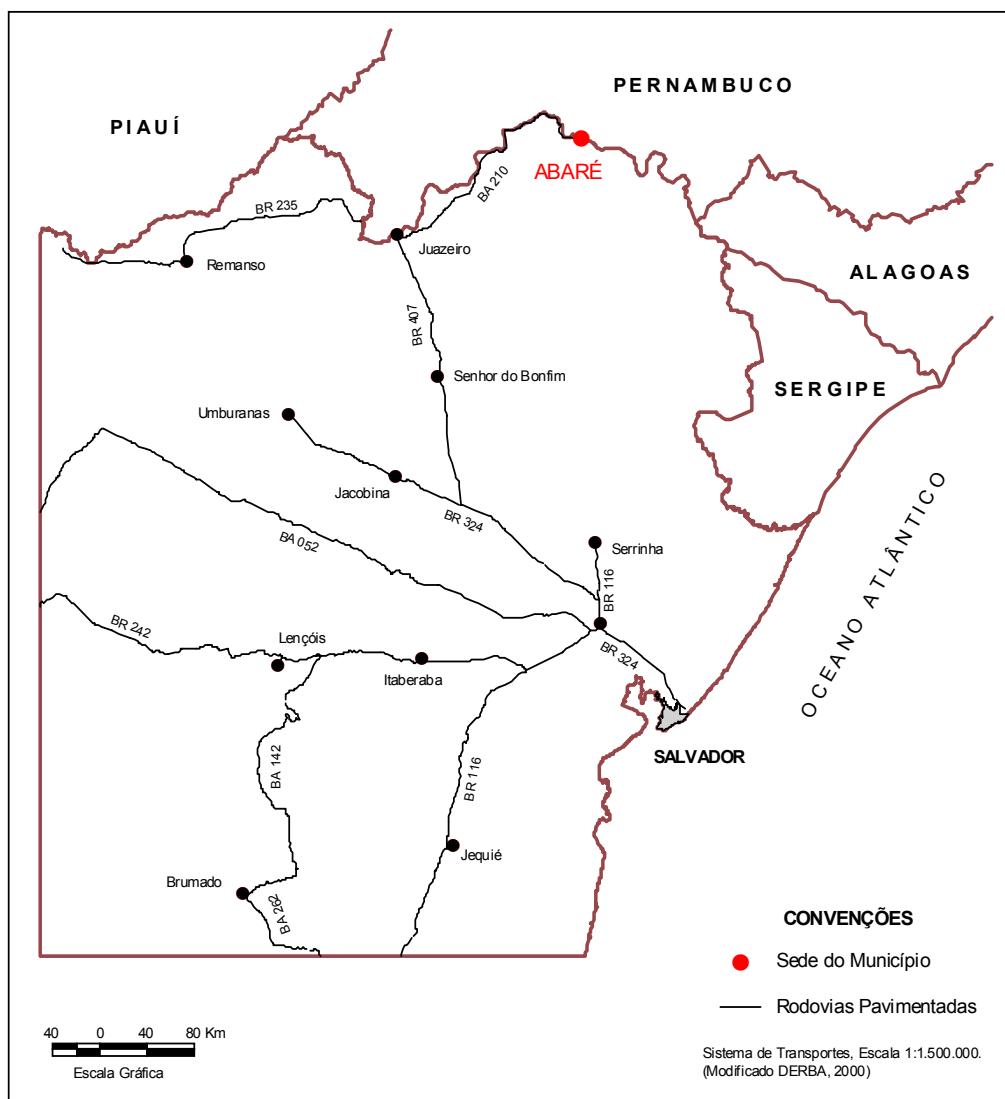 PERNAMBUCO
PIAUÍ
ABARÉ
BA 210
BR 235
Juazeiro
Remanso
ALAGOAS
BR 407
Senhor do Bonfim
SERGIPE
Umburanas
Jacobina
BR 324
BA 052
Serrinha
OCEANO ATLÂNTICO
BR 116
BR 242
Lençóis
BR 324
Itaberaba
SALVADOR
BA 142
BR 116
Jequié
Brumado
BA 262
CONVENÇÕES
Sede do Município
Rodovias Pavimentadas
40 0 40 80 Km
Escala Gráfica
Sistema de Transportes, Escala 1:1.500.000.
(Modificado DERBA, 2000)